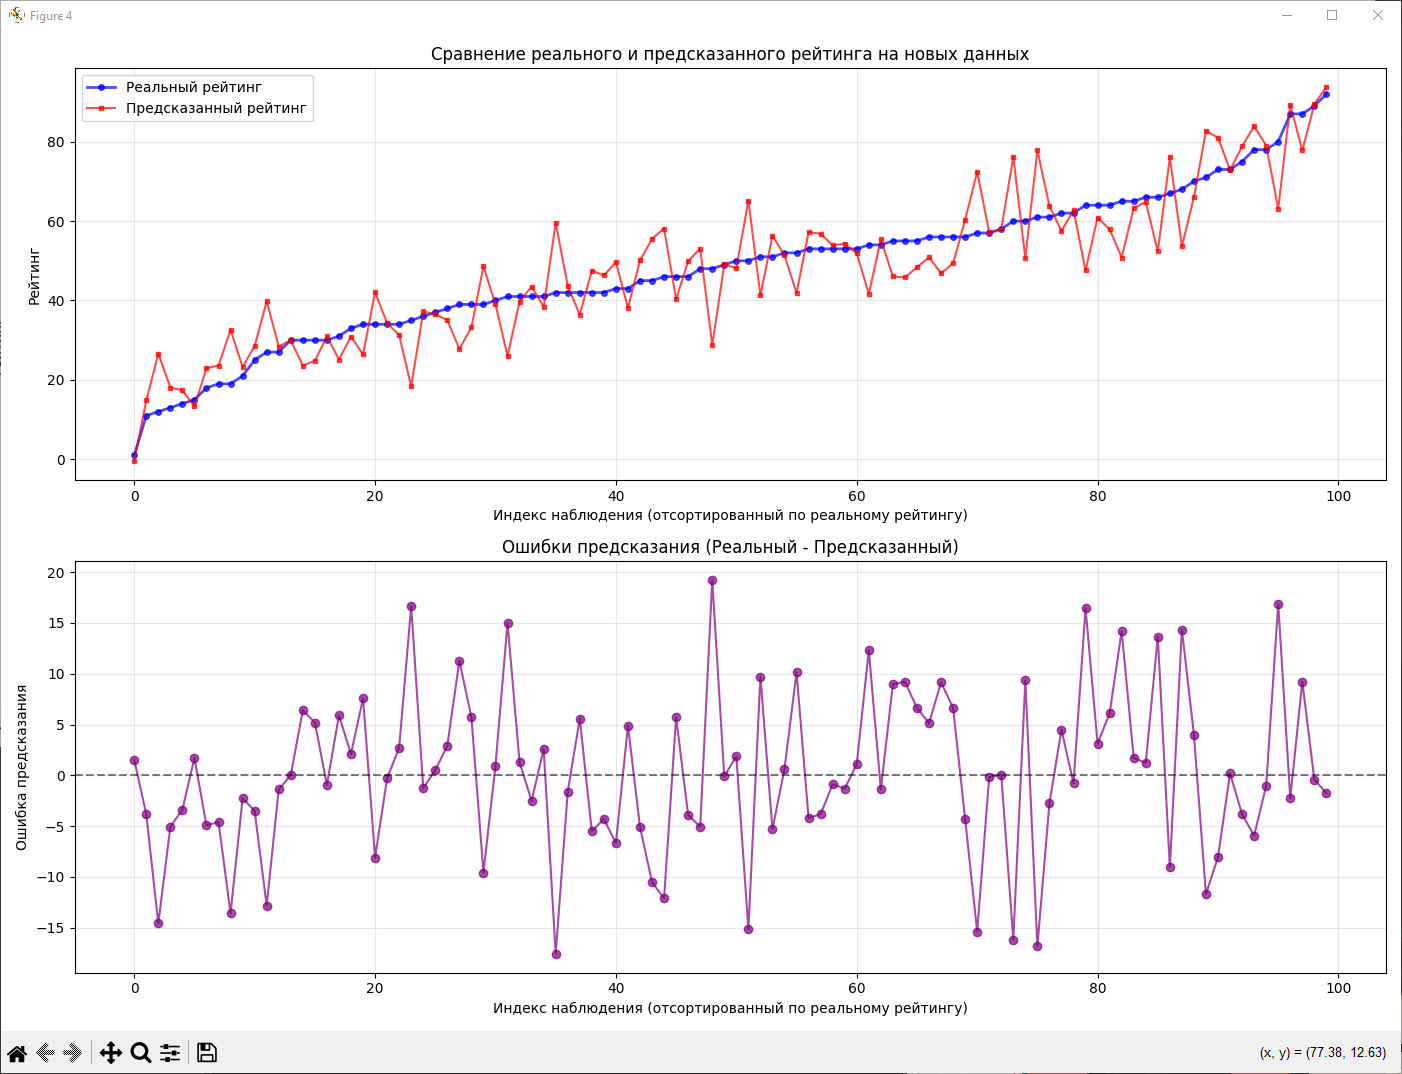 Figure 4
Сравнение реального и предсказанного рейтинга на новых данных
Реальный рейтинг
Предсказанный рейтинг
Рейтинг
80
60
40
20
0
0 20 40 60 80 100
Индекс наблюдения (отсортированный по реальному рейтингу)
Ошибки предсказания (Реальный - Предсказанный)
Ошибка предсказания
20
15
10
5
0
−5
−10
−15
0 20 40 60 80 100
Индекс наблюдения (отсортированный по реальному рейтингу)
(x, y) = (77.38, 12.63)